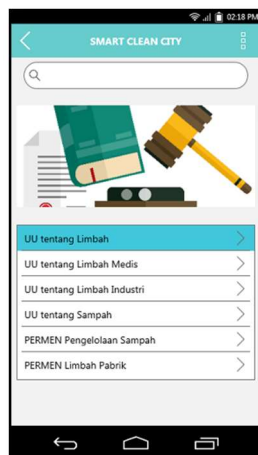 02:18 PM
SMART CLEAN CITY
UU tentang Limbah
UU tentang Limbah Medis
UU tentang Limbah Industri
UU tentang Sampah
PERMEN Pengelolaan Sampah
PERMEN Limbah Pabrik